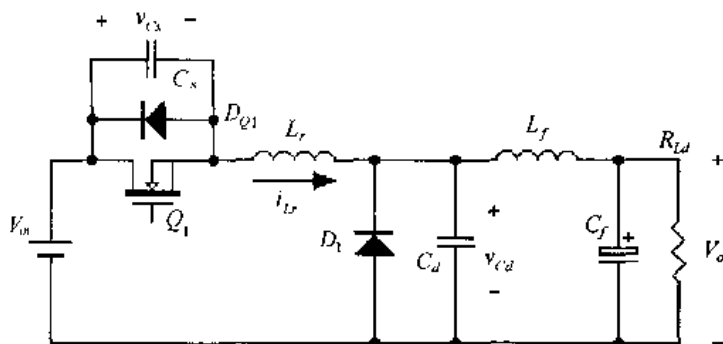 + v_Cs −
C_s
D_Q1
L_r
L_f
R_Ld
+
i_Lr
Q_1
V_in
D_1
C_d
+
v_Cd
−
C_f
+
V_o
−